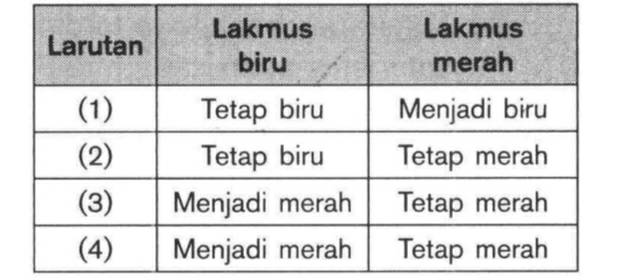 Larutan | Lakmus biru | Lakmus merah
(1) | Tetap biru | Menjadi biru
(2) | Tetap biru | Tetap merah
(3) | Menjadi merah | Tetap merah
(4) | Menjadi merah | Tetap merah